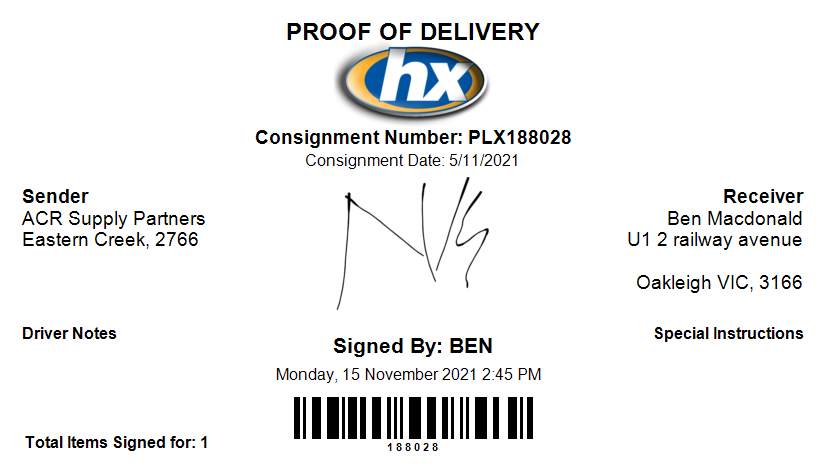 PROOF OF DELIVERY
hx
Consignment Number: PLX188028
Consignment Date: 5/11/2021
Sender
ACR Supply Partners
Eastern Creek, 2766
Receiver
Ben Macdonald
U1 2 railway avenue
Oakleigh VIC, 3166
Driver Notes
Special Instructions
Signed By: BEN
Monday, 15 November 2021 2:45 PM
188028
Total Items Signed for: 1